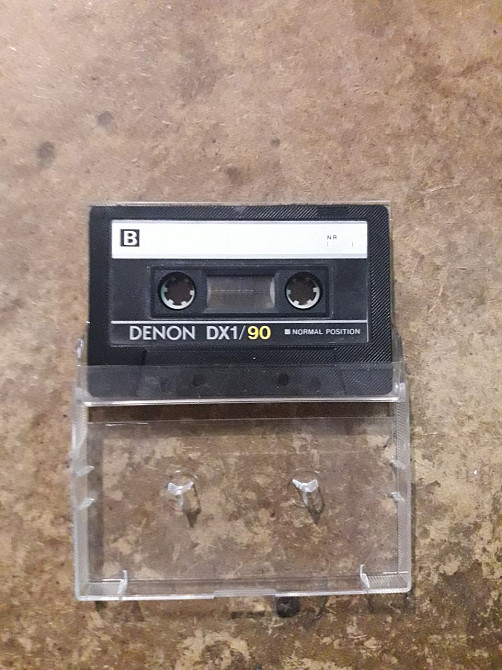 B
NR
DENON DX1/90 ■ NORMAL POSITION